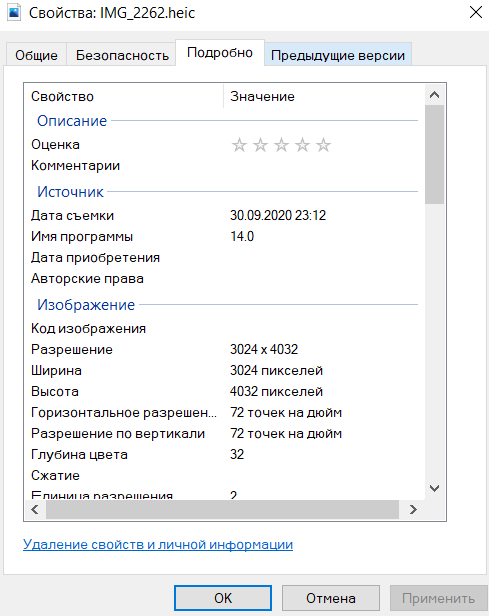 Свойства: IMG_2262.heic
Общие Безопасность Подробно Предыдущие версии
Свойство Значение
Описание
Оценка
Комментарии
Источник
Дата съемки 30.09.2020 23:12
Имя программы 14.0
Дата приобретения
Авторские права
Изображение
Код изображения
Разрешение 3024 x 4032
Ширина 3024 пикселей
Высота 4032 пикселей
Горизонтальное разрешен... 72 точек на дюйм
Разрешение по вертикали 72 точек на дюйм
Глубина цвета 32
Сжатие
Единица разрешения 2
Удаление свойств и личной информации
ОК Отмена Применить